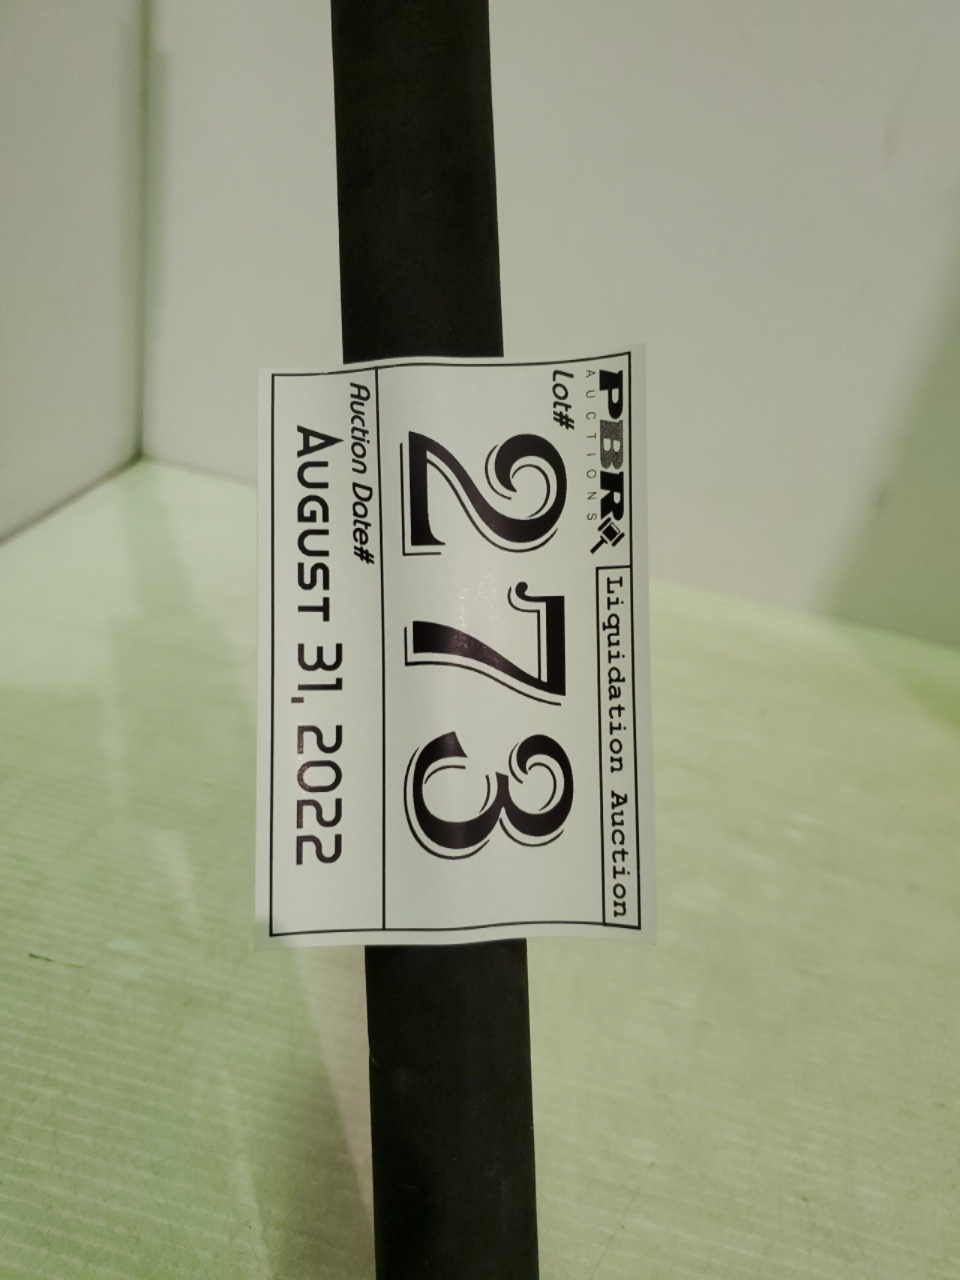 PBR
AUCTIONS
Liquidation Auction
Lot#
273
Auction Date#
AUGUST 31, 2022